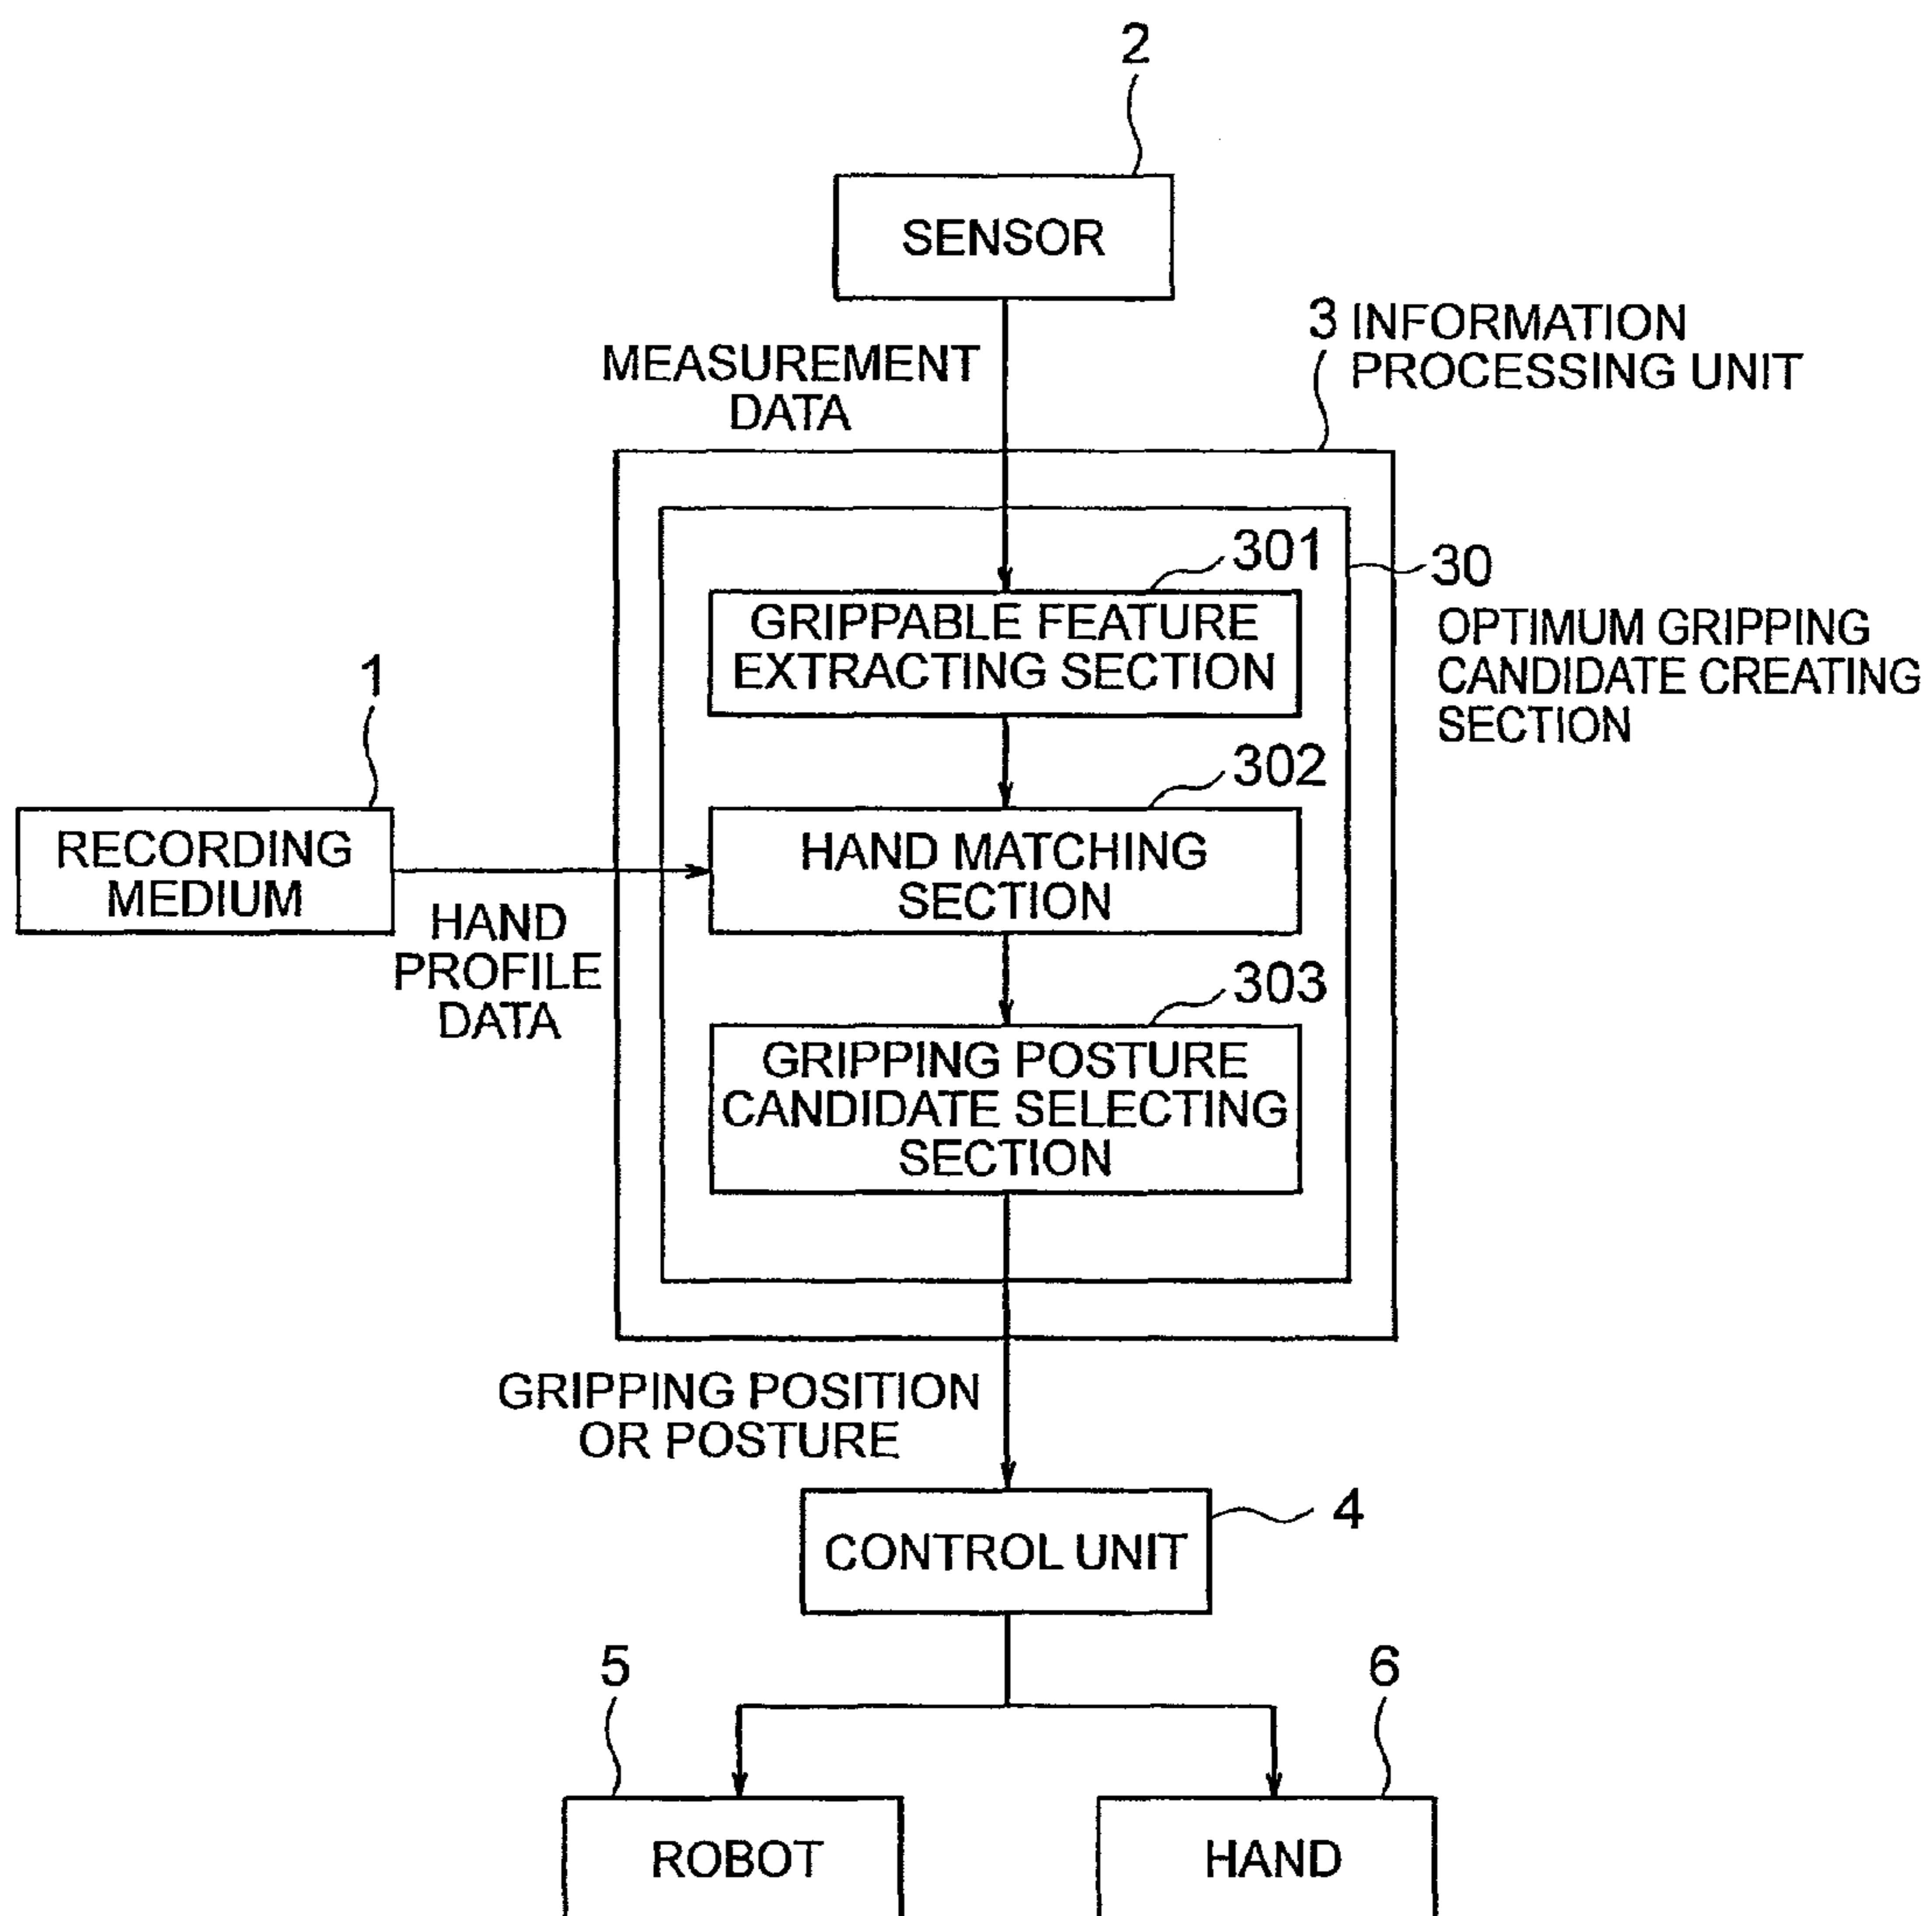 2
SENSOR
3 INFORMATION
PROCESSING UNIT
MEASUREMENT
DATA
301
30
GRIPPABLE FEATURE
EXTRACTING SECTION
OPTIMUM GRIPPING
CANDIDATE CREATING
SECTION
1
302
RECORDING
MEDIUM
HAND MATCHING
SECTION
HAND
PROFILE
DATA
303
GRIPPING POSTURE
CANDIDATE SELECTING
SECTION
GRIPPING POSITION
OR POSTURE
4
CONTROL UNIT
5
6
ROBOT
HAND